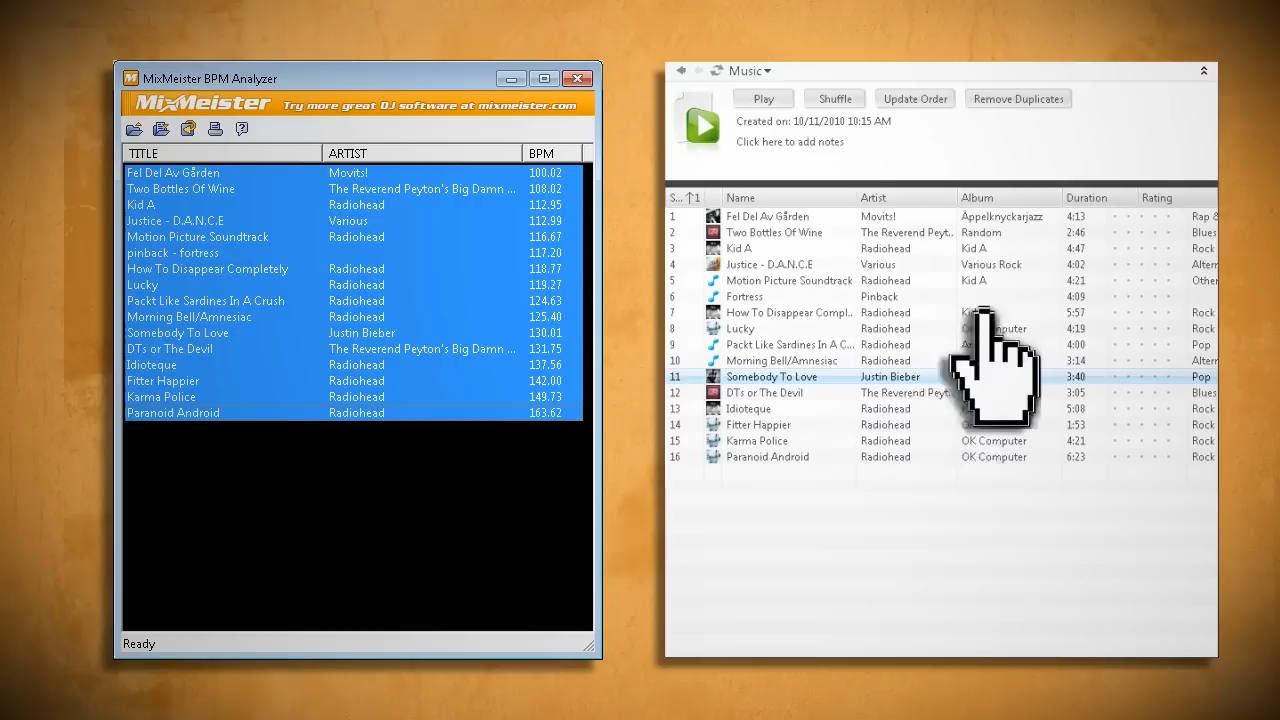 MixMeister BPM Analyzer
MixMeister Try more great DJ software at mixmeister.com
TITLE ARTIST BPM
Fel Del Av Gården Movits! 100.02
Two Bottles Of Wine The Reverend Peyton's Big Damn ... 108.02
Kid A Radiohead 112.95
Justice - D.A.N.C.E Various 112.99
Motion Picture Soundtrack Radiohead 116.67
pinback - fortress 117.20
How To Disappear Completely Radiohead 118.77
Lucky Radiohead 119.27
Packt Like Sardines In A Crush Radiohead 124.63
Morning Bell/Amnesiac Radiohead 125.40
Somebody To Love Justin Bieber 130.01
DTs or The Devil The Reverend Peyton's Big Damn ... 131.75
Idioteque Radiohead 137.56
Fitter Happier Radiohead 142.00
Karma Police Radiohead 149.73
Paranoid Android Radiohead 163.62
Ready
Music
Play Shuffle Update Order Remove Duplicates
Created on: 10/11/2010 10:15 AM
Click here to add notes
S... 1 Name Artist Album Duration Rating
1 Fel Del Av Gården Movits! Äppelknyckarjazz 4:13 Rap &
2 Two Bottles Of Wine The Reverend Peyt.. Random 2:46 Blues
3 Kid A Radiohead Kid A 4:47 Rock
4 Justice - D.A.N.C.E Various Various Rock 4:02 Altern
5 Motion Picture Soundtrack Radiohead Kid A 4:21 Other
6 Fortress Pinback 4:09
7 How To Disappear Compl... Radiohead 5:57 Rock
8 Lucky Radiohead Computer 4:19 Rock
9 Packt Like Sardines In A C... Radiohead 4:00 Pop
10 Morning Bell/Amnesiac Radiohead 3:14 Altern
11 Somebody To Love Justin Bieber 3:40 Pop
12 DTs or The Devil The Reverend Peyt 3:05 Blues
13 Idioteque Radiohead 5:08 Rock
14 Fitter Happier Radiohead 1:53 Rock
15 Karma Police Radiohead OK Computer 4:21 Rock
16 Paranoid Android Radiohead OK Computer 6:23 Rock